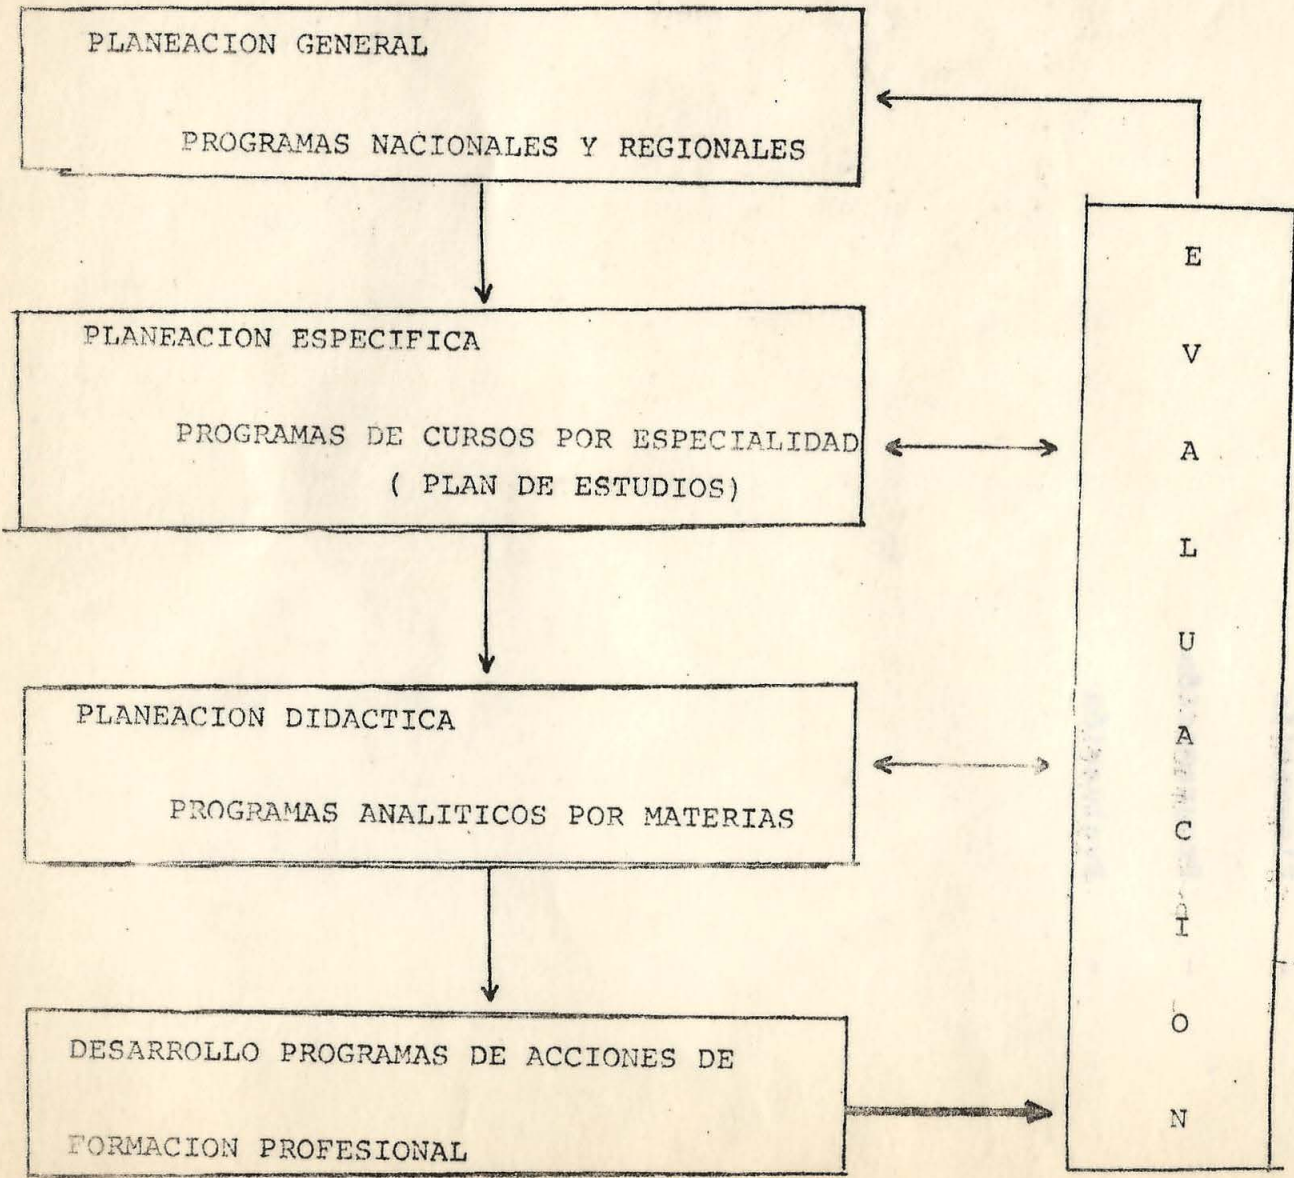 PLANEACION GENERAL
PROGRAMAS NACIONALES Y REGIONALES
PLANEACION ESPECIFICA
PROGRAMAS DE CURSOS POR ESPECIALIDAD
( PLAN DE ESTUDIOS)
PLANEACION DIDACTICA
PROGRAMAS ANALITICOS POR MATERIAS
DESARROLLO PROGRAMAS DE ACCIONES DE
FORMACION PROFESIONAL
E
V
A
L
U
A
C
I
O
N